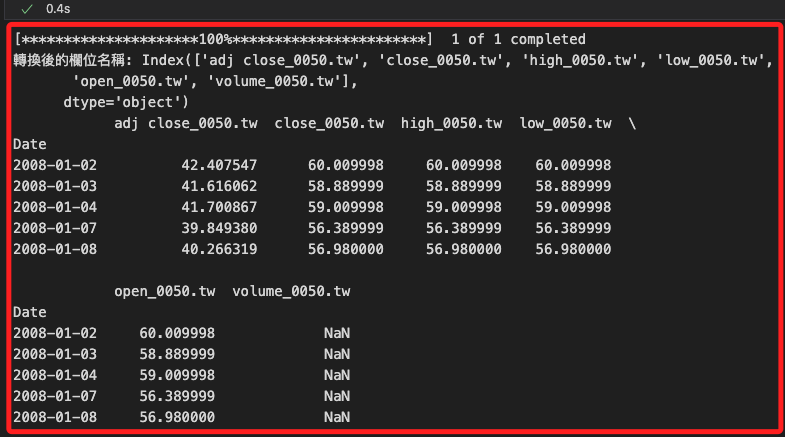 0.4s
[*********************100%***********************]  1 of 1 completed
轉換後的欄位名稱: Index(['adj close_0050.tw', 'close_0050.tw', 'high_0050.tw', 'low_0050.tw',
       'open_0050.tw', 'volume_0050.tw'],
      dtype='object')
            adj close_0050.tw  close_0050.tw  high_0050.tw  low_0050.tw  \
Date
2008-01-02          42.407547      60.009998     60.009998    60.009998
2008-01-03          41.616062      58.889999     58.889999    58.889999
2008-01-04          41.700867      59.009998     59.009998    59.009998
2008-01-07          39.849380      56.389999     56.389999    56.389999
2008-01-08          40.266319      56.980000     56.980000    56.980000
            open_0050.tw  volume_0050.tw
Date
2008-01-02     60.009998             NaN
2008-01-03     58.889999             NaN
2008-01-04     59.009998             NaN
2008-01-07     56.389999             NaN
2008-01-08     56.980000             NaN